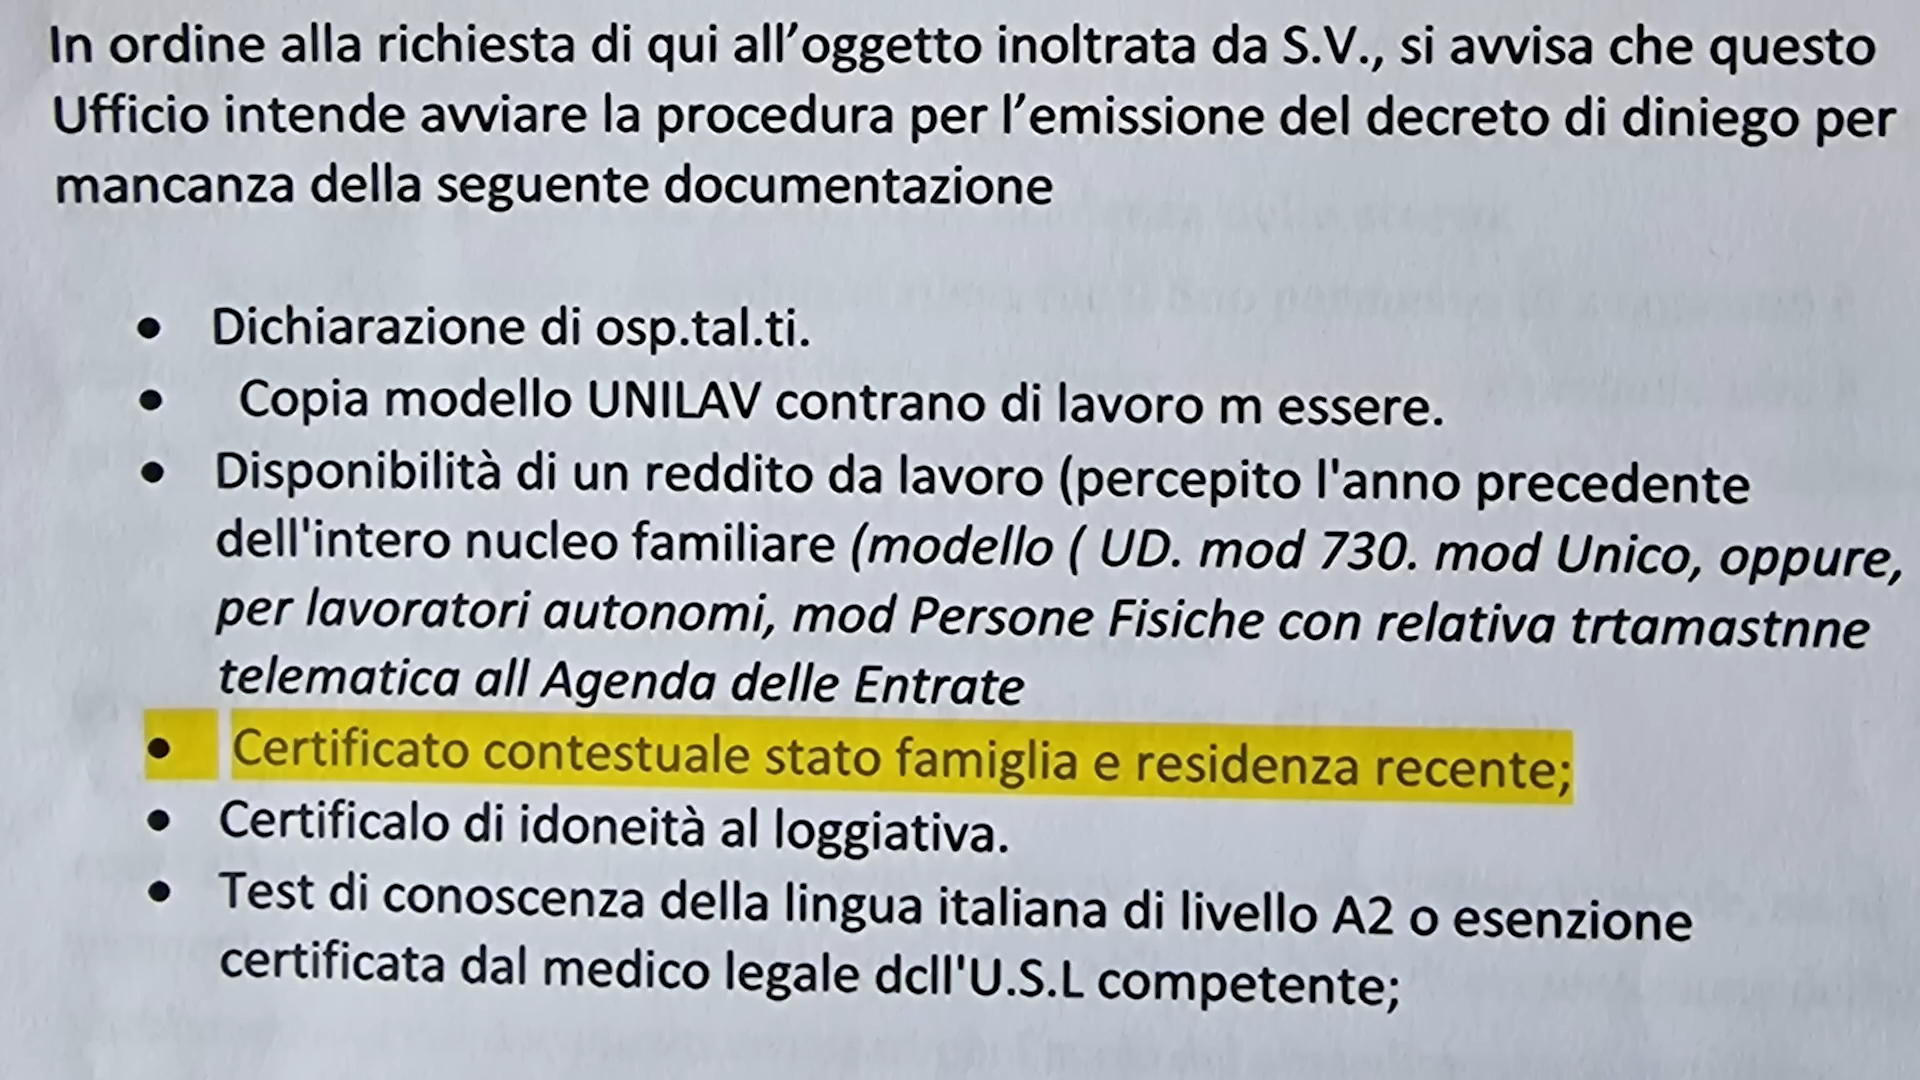 In ordine alla richiesta di qui all’oggetto inoltrata da S.V., si avvisa che questo
Ufficio intende avviare la procedura per l’emissione del decreto di diniego per
mancanza della seguente documentazione
• Dichiarazione di osp.tal.ti.
• Copia modello UNILAV contrano di lavoro m essere.
• Disponibilità di un reddito da lavoro (percepito l'anno precedente
dell'intero nucleo familiare (modello ( UD. mod 730. mod Unico, oppure,
per lavoratori autonomi, mod Persone Fisiche con relativa trtamastnne
telematica all Agenda delle Entrate
• Certificato contestuale stato famiglia e residenza recente;
• Certificalo di idoneità al loggiativa.
• Test di conoscenza della lingua italiana di livello A2 o esenzione
certificata dal medico legale dcll'U.S.L competente;